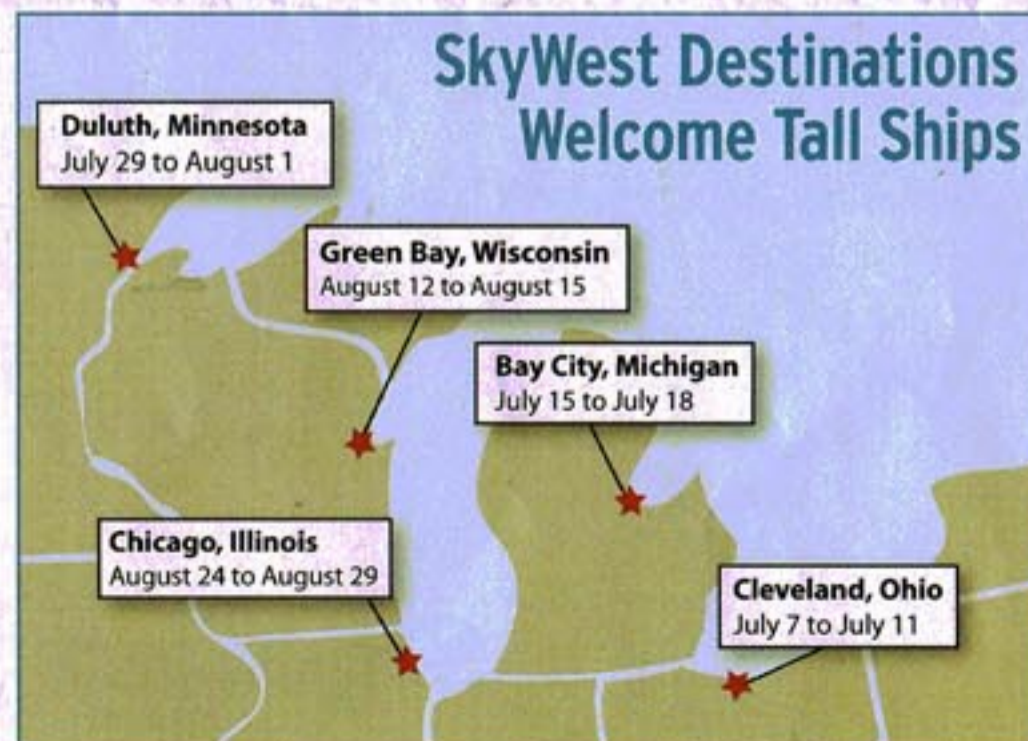 SkyWest Destinations
Welcome Tall Ships
Duluth, Minnesota
July 29 to August 1
Green Bay, Wisconsin
August 12 to August 15
Bay City, Michigan
July 15 to July 18
Chicago, Illinois
August 24 to August 29
Cleveland, Ohio
July 7 to July 11